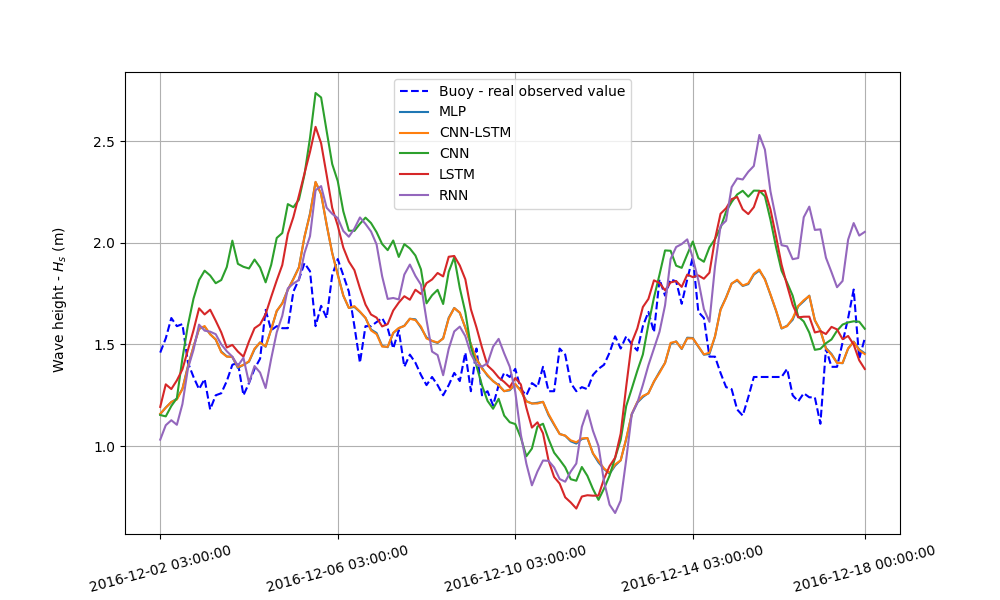 Buoy - real observed value
MLP
CNN-LSTM
CNN
LSTM
RNN
Wave height - Hs (m)
2.5
2.0
1.5
1.0
2016-12-02 03:00:00
2016-12-06 03:00:00
2016-12-10 03:00:00
2016-12-14 03:00:00
2016-12-18 00:00:00